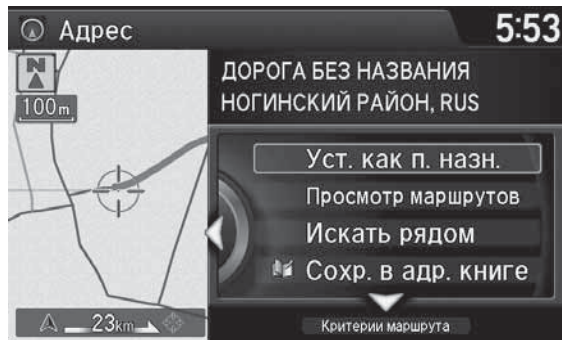 Адрес
5:53
N
100m
ДОРОГА БЕЗ НАЗВАНИЯ
НОГИНСКИЙ РАЙОН, RUS
Уст. как п. назн.
Просмотр маршрутов
Искать рядом
Сохр. в адр. книге
23km
Критерии маршрута